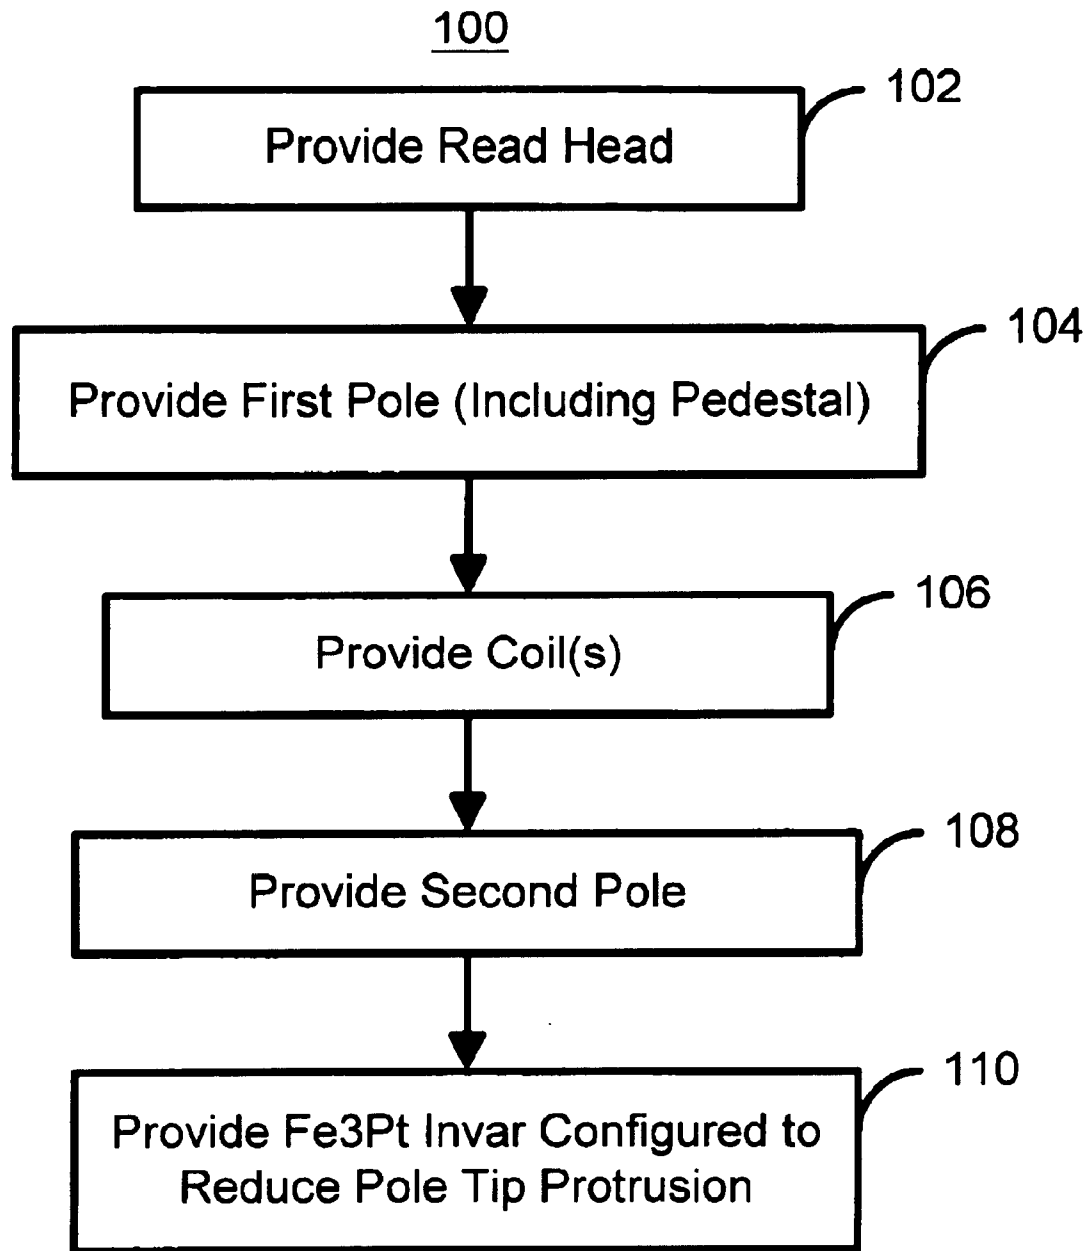 100
102
Provide Read Head
104
Provide First Pole (Including Pedestal)
106
Provide Coil(s)
108
Provide Second Pole
110
Provide Fe3Pt Invar Configured to
Reduce Pole Tip Protrusion